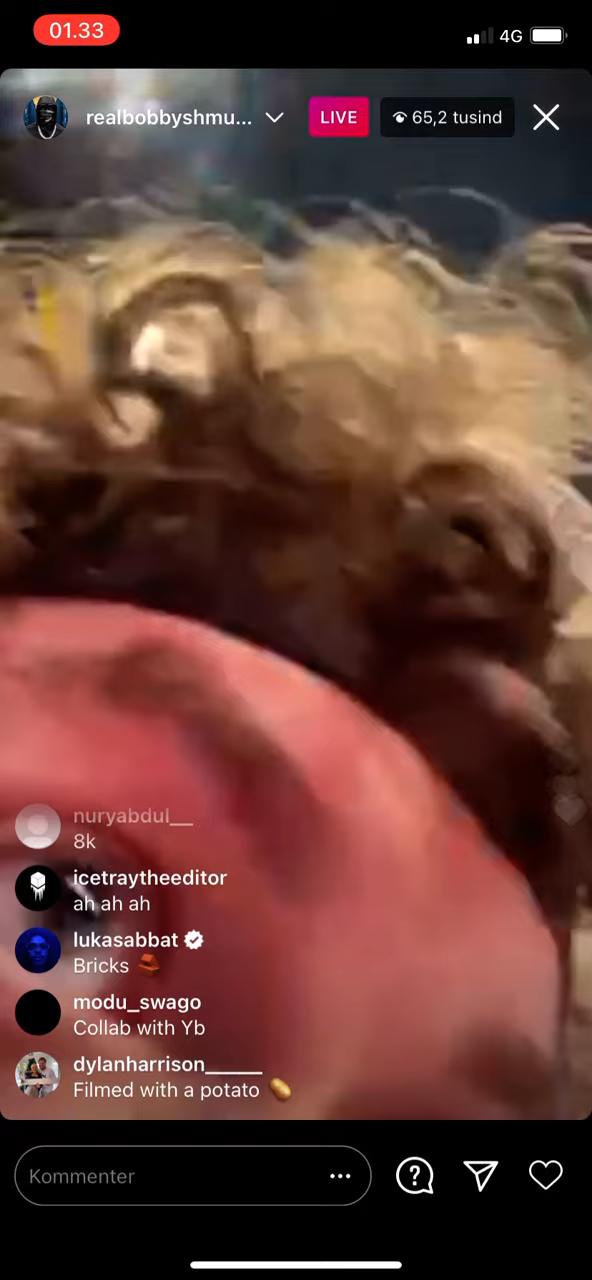 01.33
4G
realbobbyshmu...
LIVE
65,2 tusind
nuryabdul__
8k
icetraytheeditor
ah ah ah
lukasabbat
Bricks
modu_swago
Collab with Yb
dylanharrison_____
Filmed with a potato
Kommenter